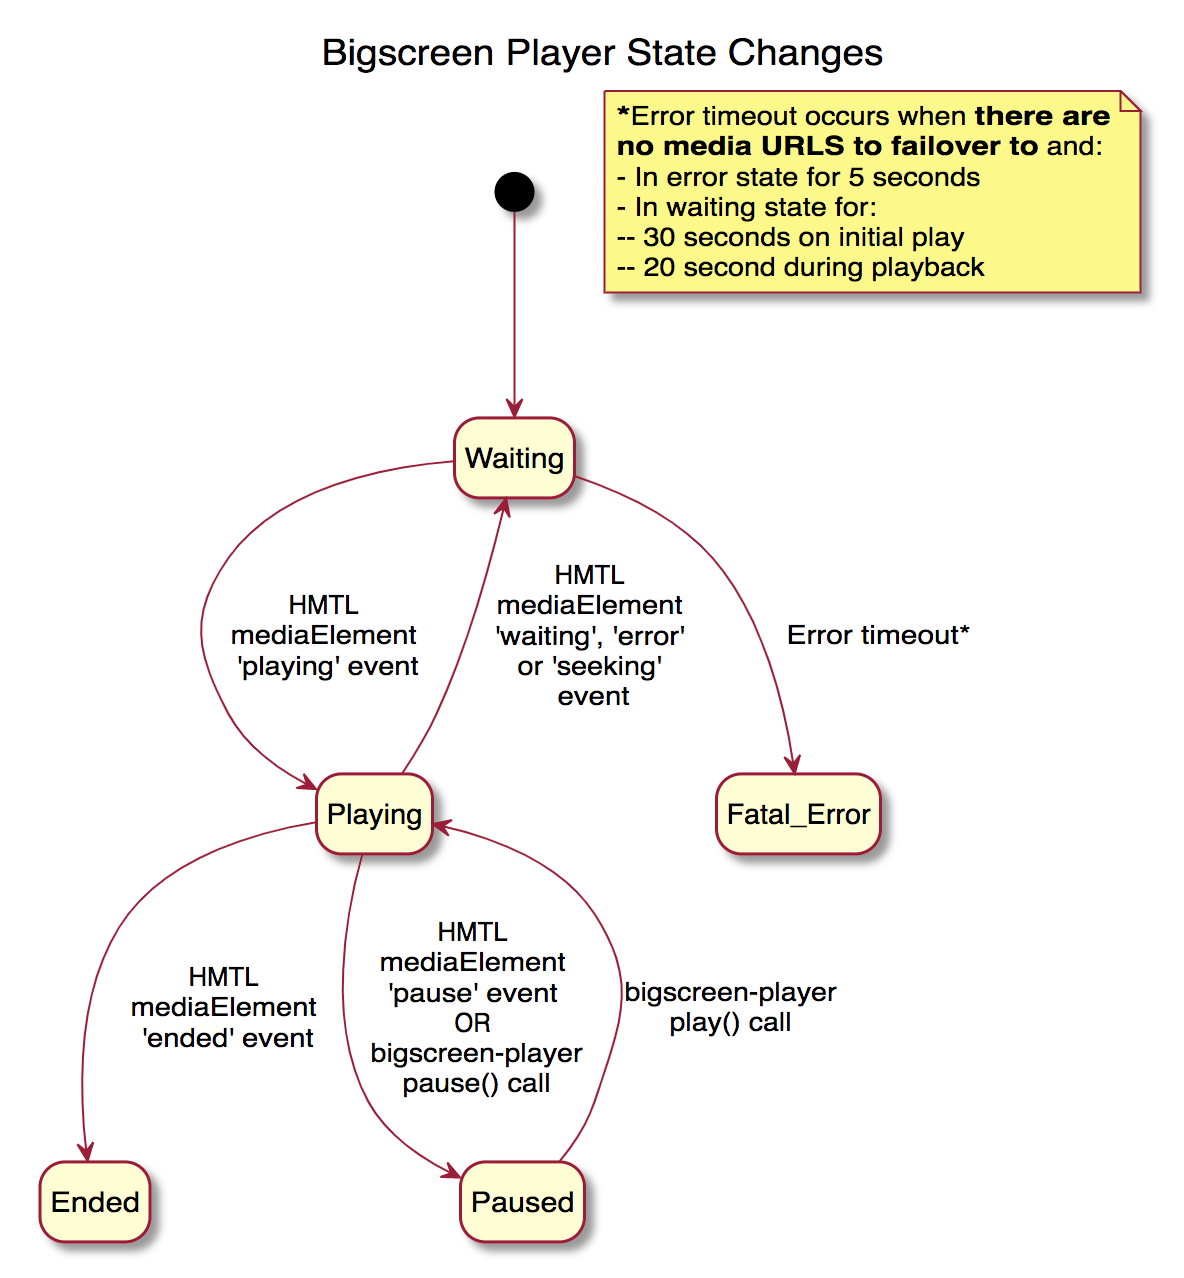 Bigscreen Player State Changes
*Error timeout occurs when there are
no media URLS to failover to and:
- In error state for 5 seconds
- In waiting state for:
-- 30 seconds on initial play
-- 20 second during playback
Waiting
HMTL
mediaElement
'playing' event
HMTL
mediaElement
'waiting', 'error'
or 'seeking'
event
Error timeout*
Playing
Fatal_Error
HMTL
mediaElement
'ended' event
HMTL
mediaElement
'pause' event
OR
bigscreen-player
pause() call
bigscreen-player
play() call
Ended
Paused